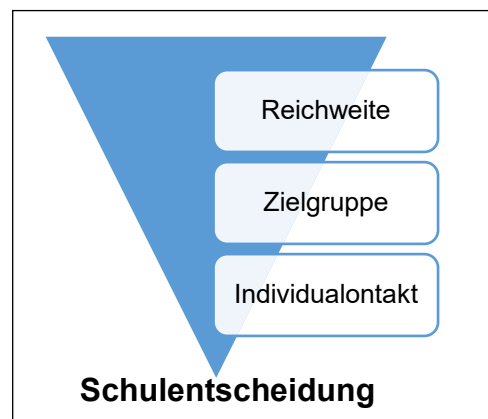 Reichweite
Zielgruppe
Individualontakt
Schulentscheidung